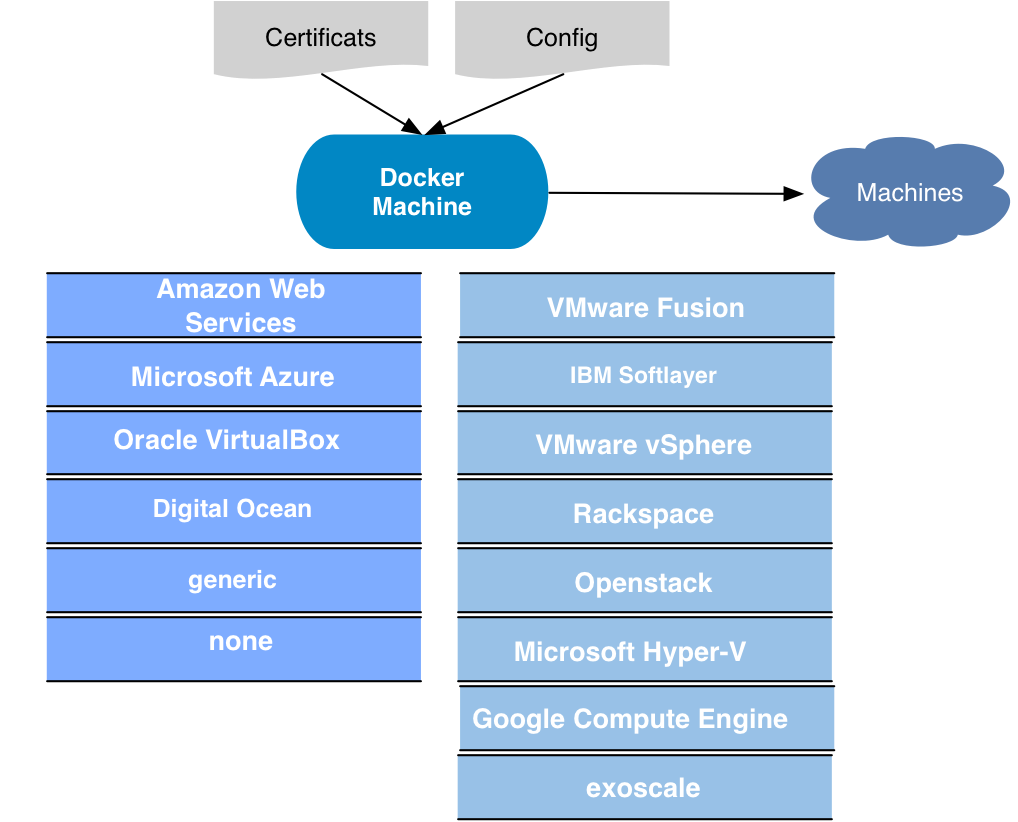 Certificats
Config
Docker
Machine
Machines
Amazon Web
Services
Microsoft Azure
Oracle VirtualBox
Digital Ocean
generic
none
VMware Fusion
IBM Softlayer
VMware vSphere
Rackspace
Openstack
Microsoft Hyper-V
Google Compute Engine
exoscale